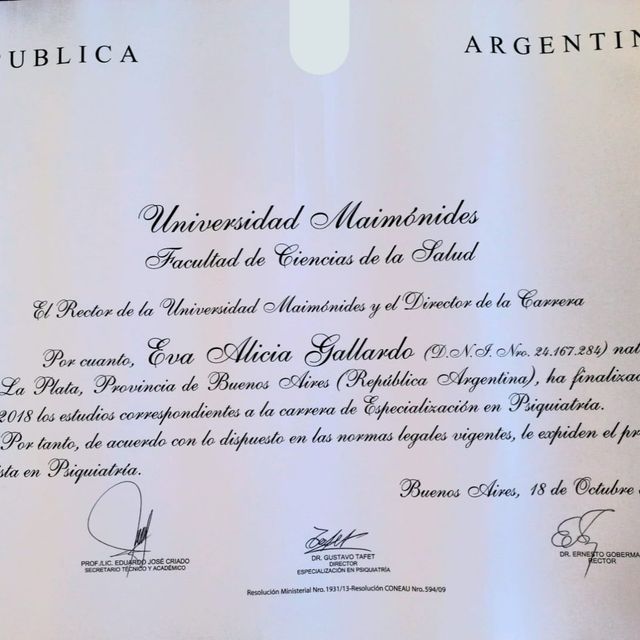 PUBLICA ARGENTIN
Universidad Maimónides
Facultad de Ciencias de la Salud
El Rector de la Universidad Maimónides y el Director de la Carrera
Por cuanto, Eva Alicia Gallardo (D.N.I. Nro. 24.167.284) nat
La Plata, Provincia de Buenos Aires (República Argentina), ha finalizad
2018 los estudios correspondientes a la carrera de Especialización en Psiquiatría.
Por tanto, de acuerdo con lo dispuesto en las normas legales vigentes, le expiden el pr
sta en Psiquiatría.
Buenos Aires, 18 de Octubre
PROF./LIC. EDUARDO JOSÉ CRIADO
SECRETARIO TÉCNICO Y ACADÉMICO
DR. GUSTAVO TAFET
DIRECTOR
ESPECIALIZACIÓN EN PSIQUIATRÍA
DR. ERNESTO GOBERMA
RECTOR
Resolución Ministerial Nro. 1931/13-Resolución CONEAU Nro. 594/09